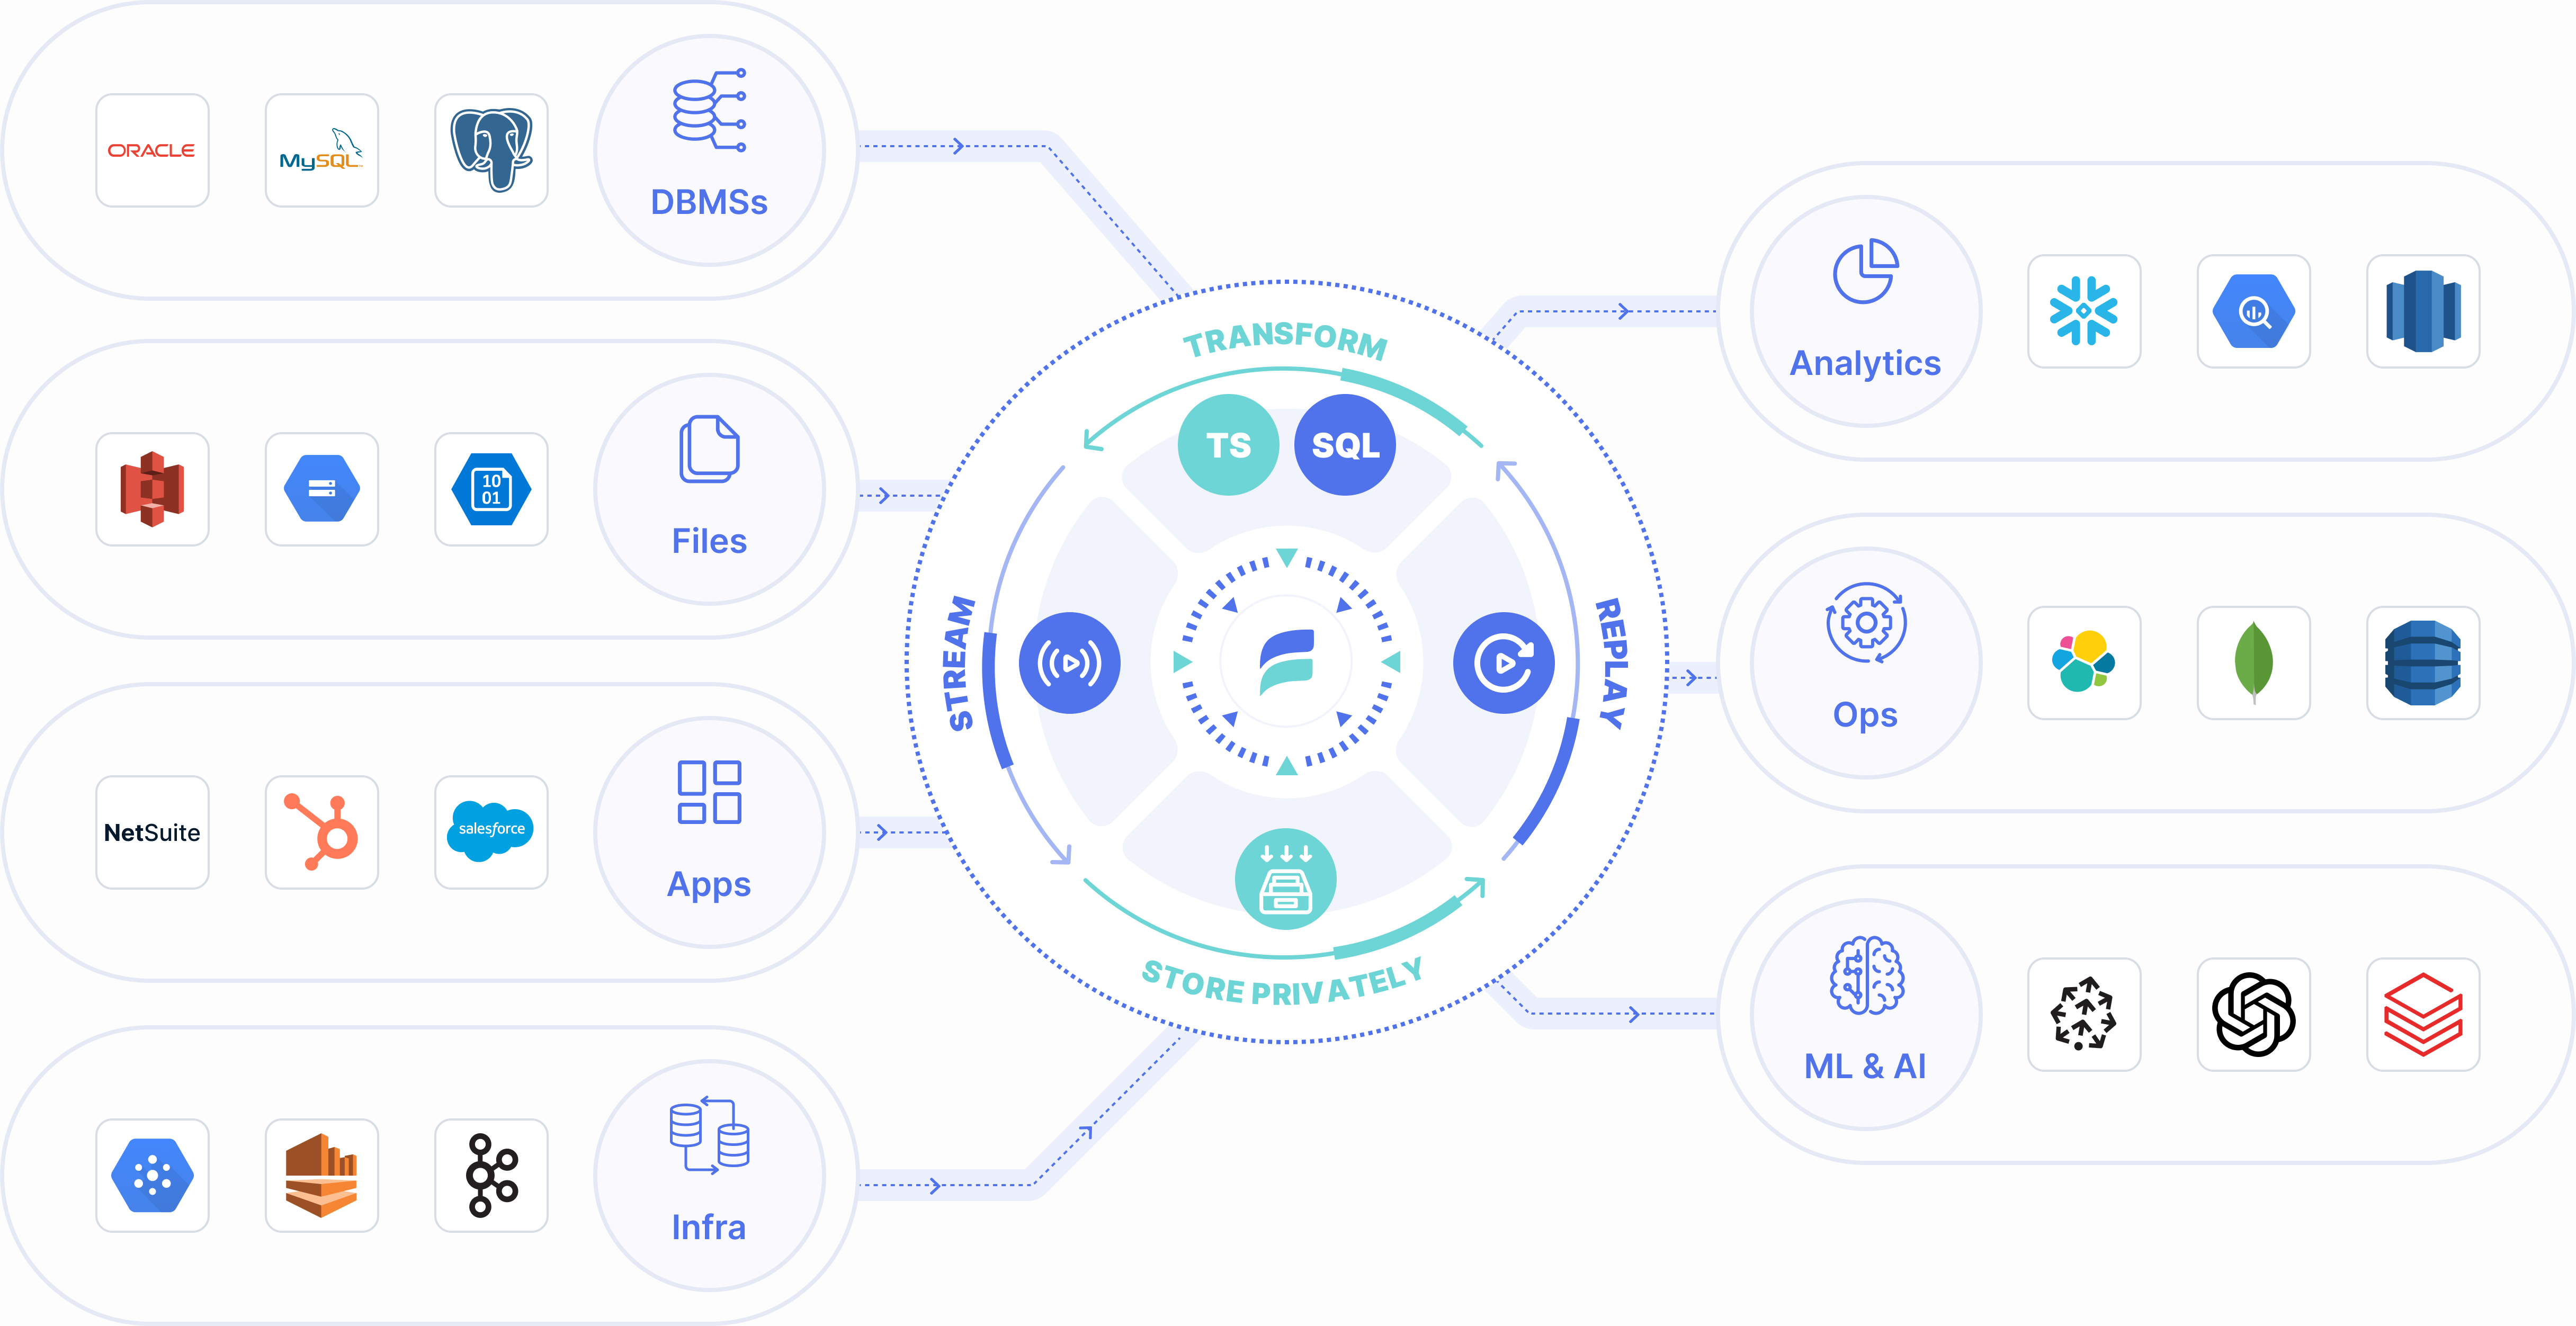 ORACLE
MySQL
DBMSs
10
01
Files
NetSuite
salesforce
Apps
Infra
TRANSFORM
TS
SQL
STREAM
REPLAY
STORE PRIVATELY
Analytics
Ops
ML & AI